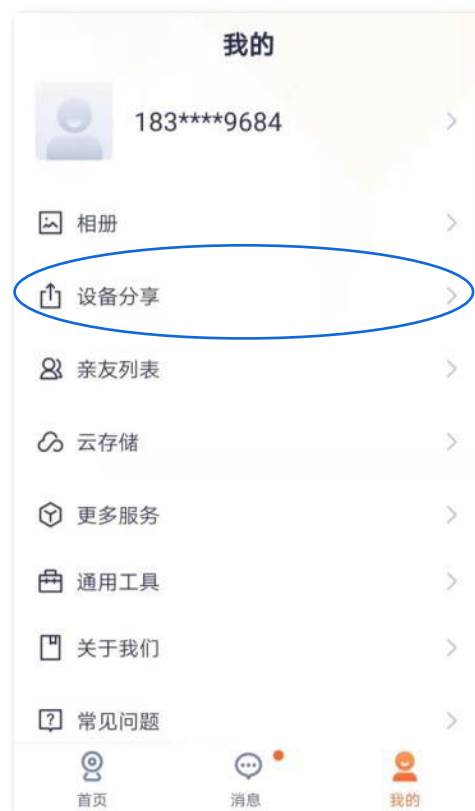 我的
183****9684
相册
设备分享
亲友列表
云存储
更多服务
通用工具
关于我们
常见问题
首页
消息
我的